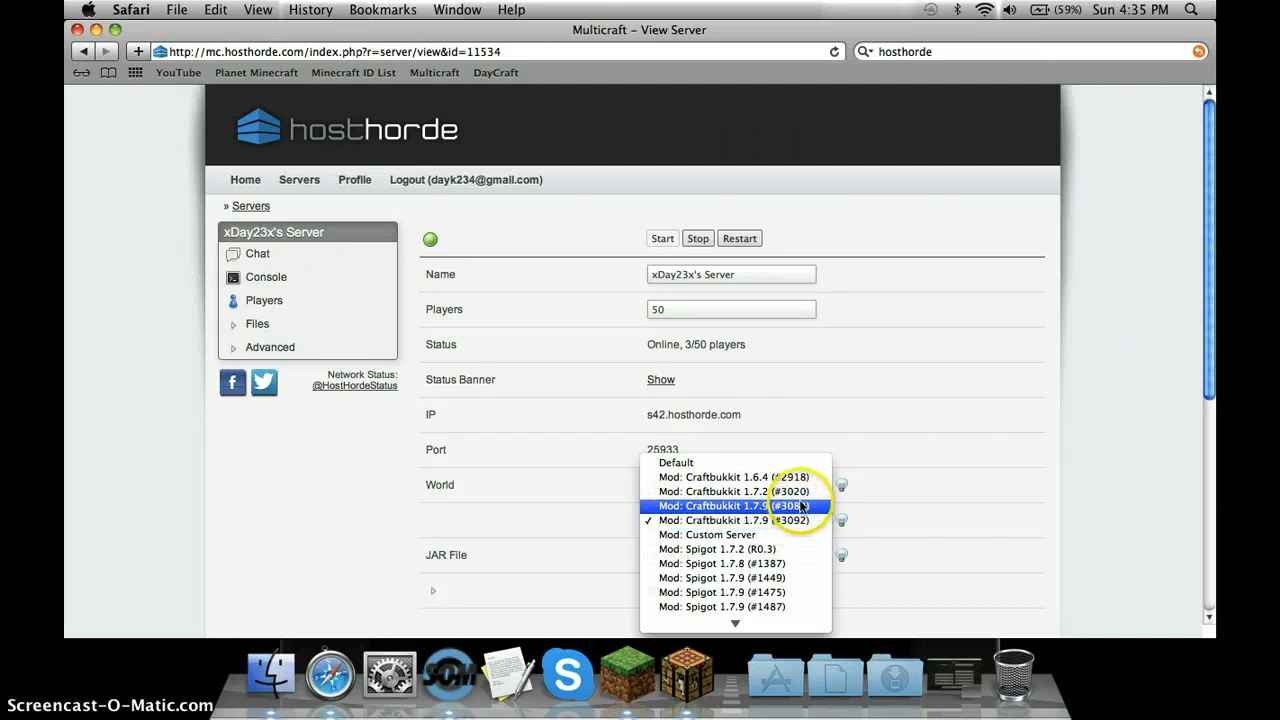 Safari File Edit View History Bookmarks Window Help (59%) Sun 4:35 PM
Multicraft – View Server
http://mc.hosthorde.com/index.php?r=server/view&id=11534 hosthorde
YouTube Planet Minecraft Minecraft ID List Multicraft DayCraft
hosthorde
Home Servers Profile Logout (dayk234@gmail.com)
» Servers
xDay23x's Server
Chat
Console
Players
Files
Advanced
Network Status:
@HostHordeStatus
Start Stop Restart
Name xDay23x's Server
Players 50
Status Online, 3/50 players
Status Banner Show
IP s42.hosthorde.com
Port 25933
World
JAR File
Default
Mod: Craftbukkit 1.6.4 (#2918)
Mod: Craftbukkit 1.7.2 (#3020)
Mod: Craftbukkit 1.7.9
✓ Mod: Craftbukkit 1.7.9 (#3092)
Mod: Custom Server
Mod: Spigot 1.7.2 (R0.3)
Mod: Spigot 1.7.8 (#1387)
Mod: Spigot 1.7.9 (#1449)
Mod: Spigot 1.7.9 (#1475)
Mod: Spigot 1.7.9 (#1487)
SOM
Screencast-O-Matic.com